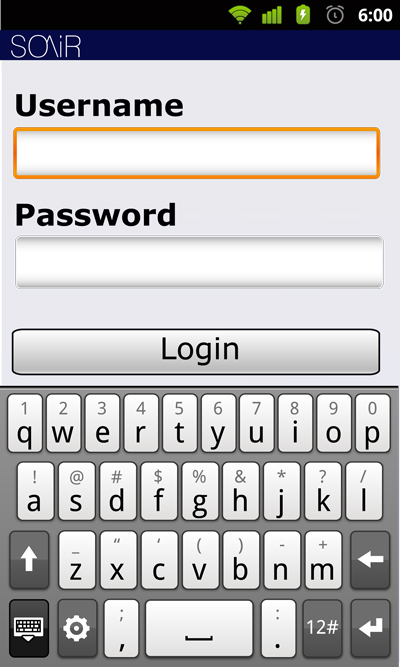 6:00
SONiR
Username
Password
Login
1 2 3 4 5 6 7 8 9 0
q w e r t y u i o p
! @ # $ % & * ? /
a s d f g h j k l
_ “ ‘ ( ) - +
z x c v b n m
; :
, . 12#